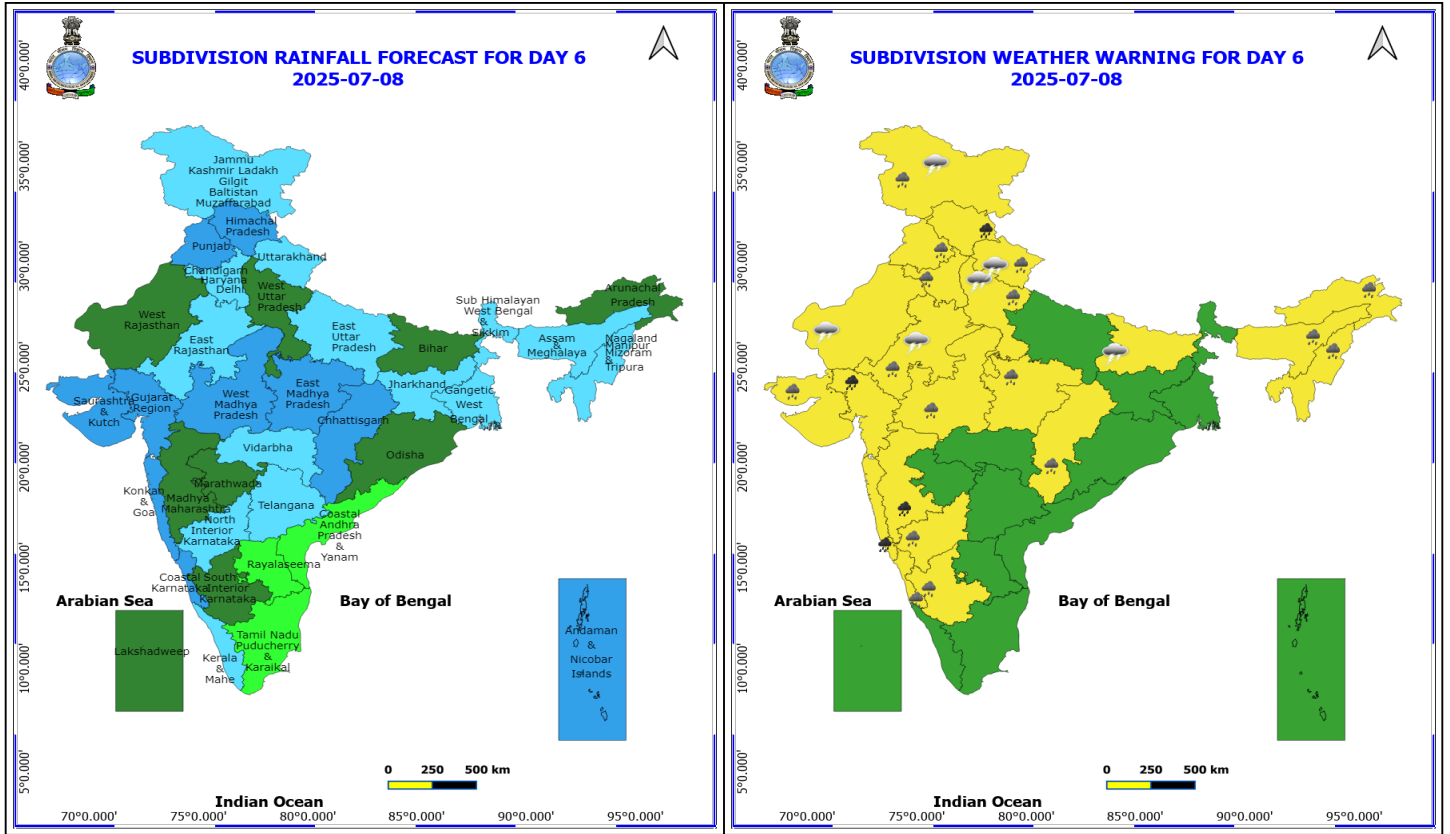 SUBDIVISION RAINFALL FORECAST FOR DAY 6
2025-07-08
40°0.000'
35°0.000'
30°0.000'
25°0.000'
20°0.000'
15°0.000'
10°0.000'
5°0.000'
Jammu
Kashmir Ladakh
Gilgit
Baltistan
Muzaffarabad
Himachal
Pradesh
Punjab
Uttarakhand
Chandigarh
Haryana
Delhi
West
Uttar
Pradesh
Arunachal
Pradesh
West
Rajasthan
Sub Himalayan
West Bengal
&
Sikkim
East
Rajasthan
East
Uttar
Pradesh
Bihar
Assam
&
Meghalaya
Nagaland
Manipur
Mizoram
&
Tripura
Saurashtra
&
Kutch
Gujarat
Region
West
Madhya
Pradesh
East
Madhya
Pradesh
Jharkhand
Gangetic
West
Bengal
Chhattisgarh
Vidarbha
Odisha
Konkan
&
Goa
Madhya
Maharashtra
Marathwada
Telangana
North
Interior
Karnataka
Coastal
Andhra
Pradesh
&
Yanam
Rayalaseema
Coastal
Karnataka
South
Interior
Karnataka
Arabian Sea
Bay of Bengal
Lakshadweep
Kerala
&
Mahe
Tamil Nadu
Puducherry
&
Karaikal
Andaman
&
Nicobar
Islands
0 250 500 km
Indian Ocean
70°0.000' 75°0.000' 80°0.000' 85°0.000' 90°0.000' 95°0.000'
SUBDIVISION WEATHER WARNING FOR DAY 6
2025-07-08
40°0.000'
35°0.000'
30°0.000'
25°0.000'
20°0.000'
15°0.000'
10°0.000'
5°0.000'
Arabian Sea
Bay of Bengal
0 250 500 km
Indian Ocean
70°0.000' 75°0.000' 80°0.000' 85°0.000' 90°0.000' 95°0.000'